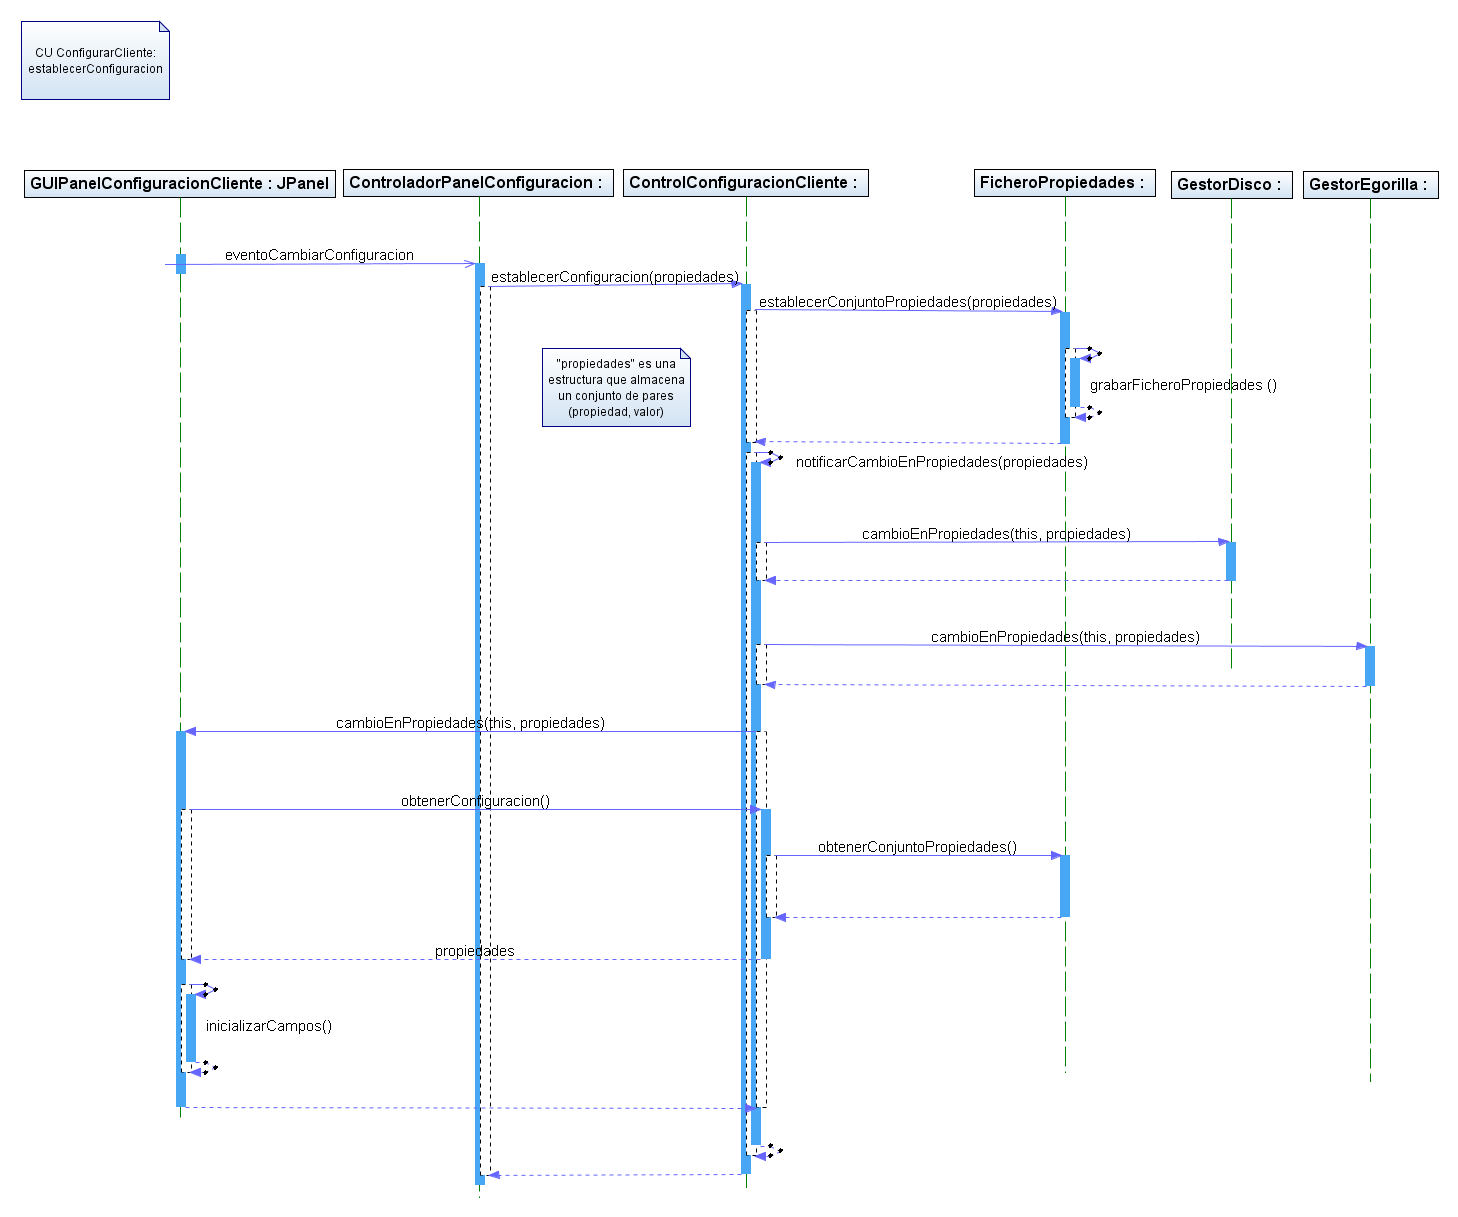 CU ConfigurarCliente:
establecerConfiguracion
GUIPanelConfiguracionCliente : JPanel
ControladorPanelConfiguracion :
ControlConfiguracionCliente :
FicheroPropiedades :
GestorDisco :
GestorEgorilla :
eventoCambiarConfiguracion
establecerConfiguracion(propiedades)
establecerConjuntoPropiedades(propiedades)
"propiedades" es una
estructura que almacena
un conjunto de pares
(propiedad, valor)
grabarFicheroPropiedades ()
notificarCambioEnPropiedades(propiedades)
cambioEnPropiedades(this, propiedades)
cambioEnPropiedades(this, propiedades)
cambioEnPropiedades(this, propiedades)
obtenerConfiguracion()
obtenerConjuntoPropiedades()
propiedades
inicializarCampos()